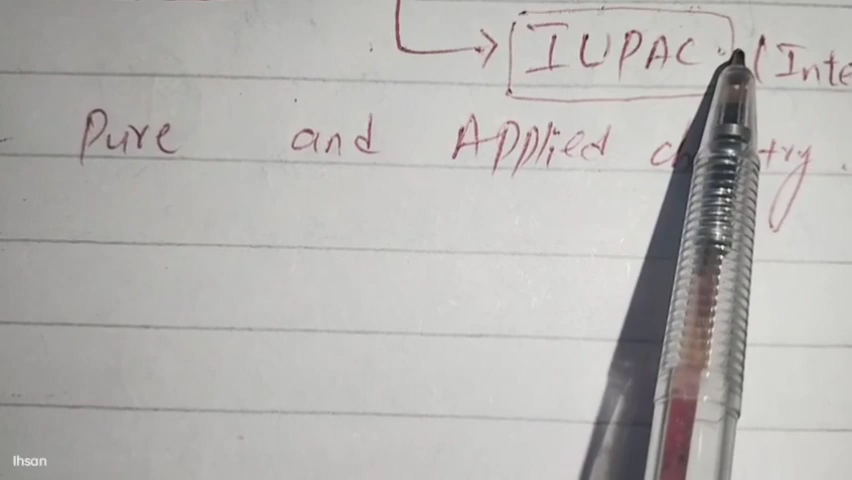 IUPAC (Inte
Pure and Applied
Ihsan